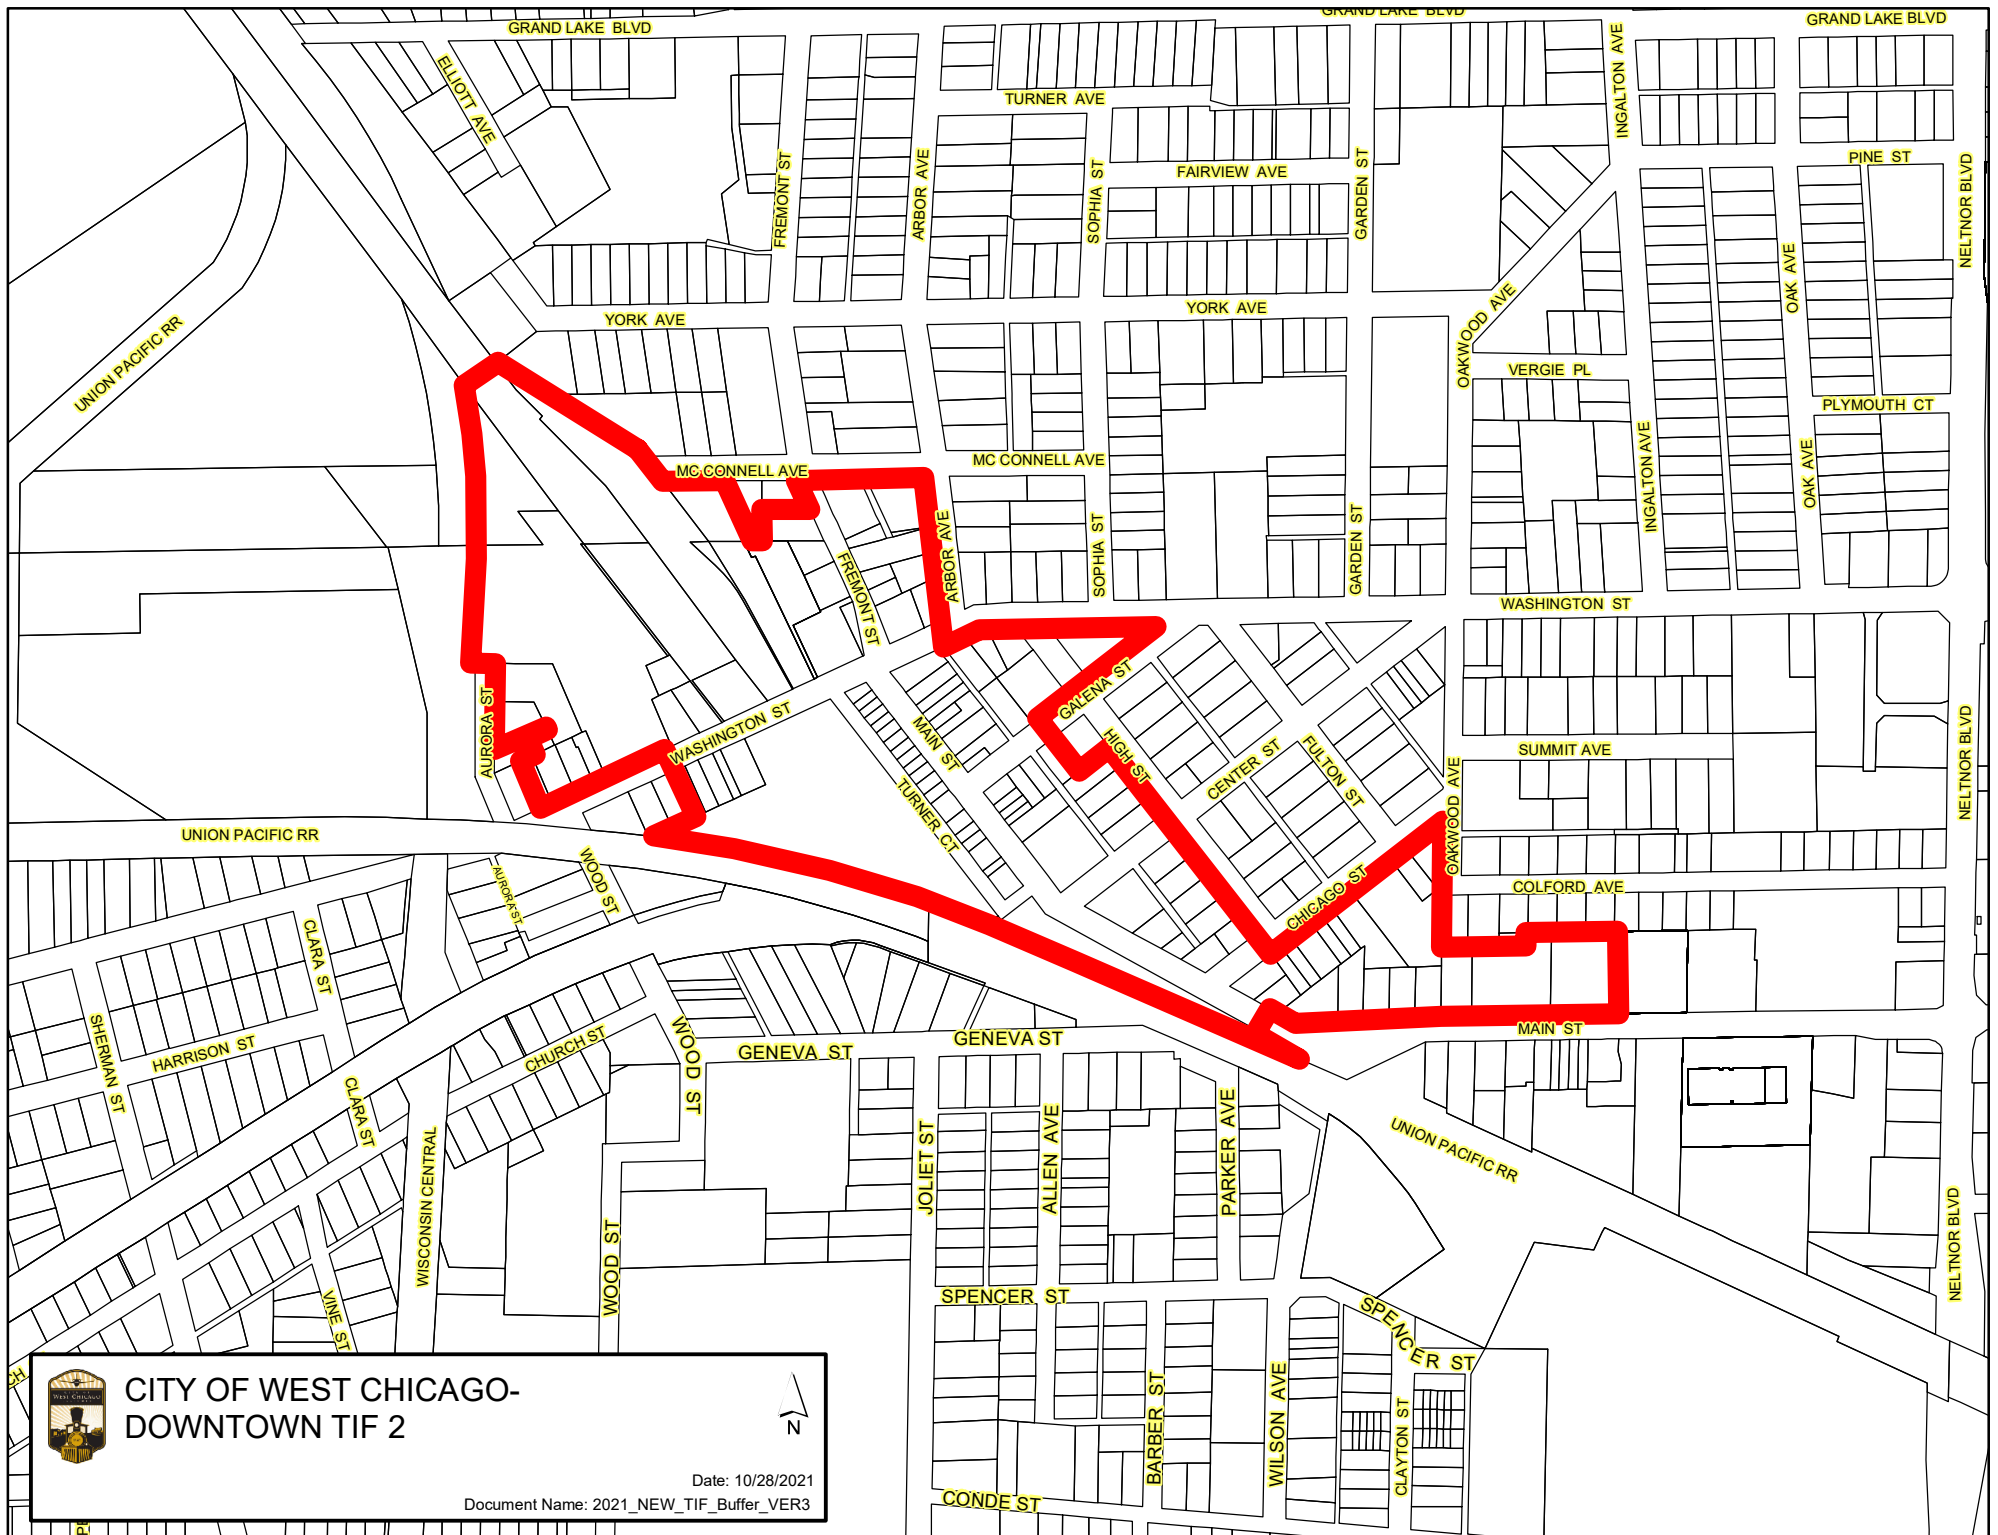 GRAND LAKE BLVD
GRAND LAKE BLVD
GRAND LAKE BLVD
ELLIOTT AVE
TURNER AVE
INGALTON AVE
FREMONT ST
ARBOR AVE
SOPHIA ST
FAIRVIEW AVE
GARDEN ST
PINE ST
NELTNOR BLVD
OAK AVE
UNION PACIFIC RR
YORK AVE
YORK AVE
OAKWOOD AVE
VERGIE PL
PLYMOUTH CT
MC CONNELL AVE
MC CONNELL AVE
INGALTON AVE
OAK AVE
ARBOR AVE
SOPHIA ST
GARDEN ST
FREMONT ST
WASHINGTON ST
AURORA ST
WASHINGTON ST
GALENA ST
MAIN ST
HIGH ST
CENTER ST
FULTON ST
SUMMIT AVE
OAKWOOD AVE
NELTNOR BLVD
TURNER CT
UNION PACIFIC RR
AURORA ST
WOOD ST
CHICAGO ST
COLFORD AVE
CLARA ST
SHERMAN ST
HARRISON ST
CHURCH ST
WOOD ST
GENEVA ST
GENEVA ST
MAIN ST
CLARA ST
WISCONSIN CENTRAL
JOLIET ST
ALLEN AVE
PARKER AVE
UNION PACIFIC RR
WOOD ST
NELTNOR BLVD
VINE ST
SPENCER ST
SPENCER ST
CH
BARBER ST
WILSON AVE
CLAYTON ST
CONDE ST
PE
CITY OF
WEST CHICAGO
CITY OF WEST CHICAGO-
DOWNTOWN TIF 2
N
Date: 10/28/2021
Document Name: 2021_NEW_TIF_Buffer_VER3